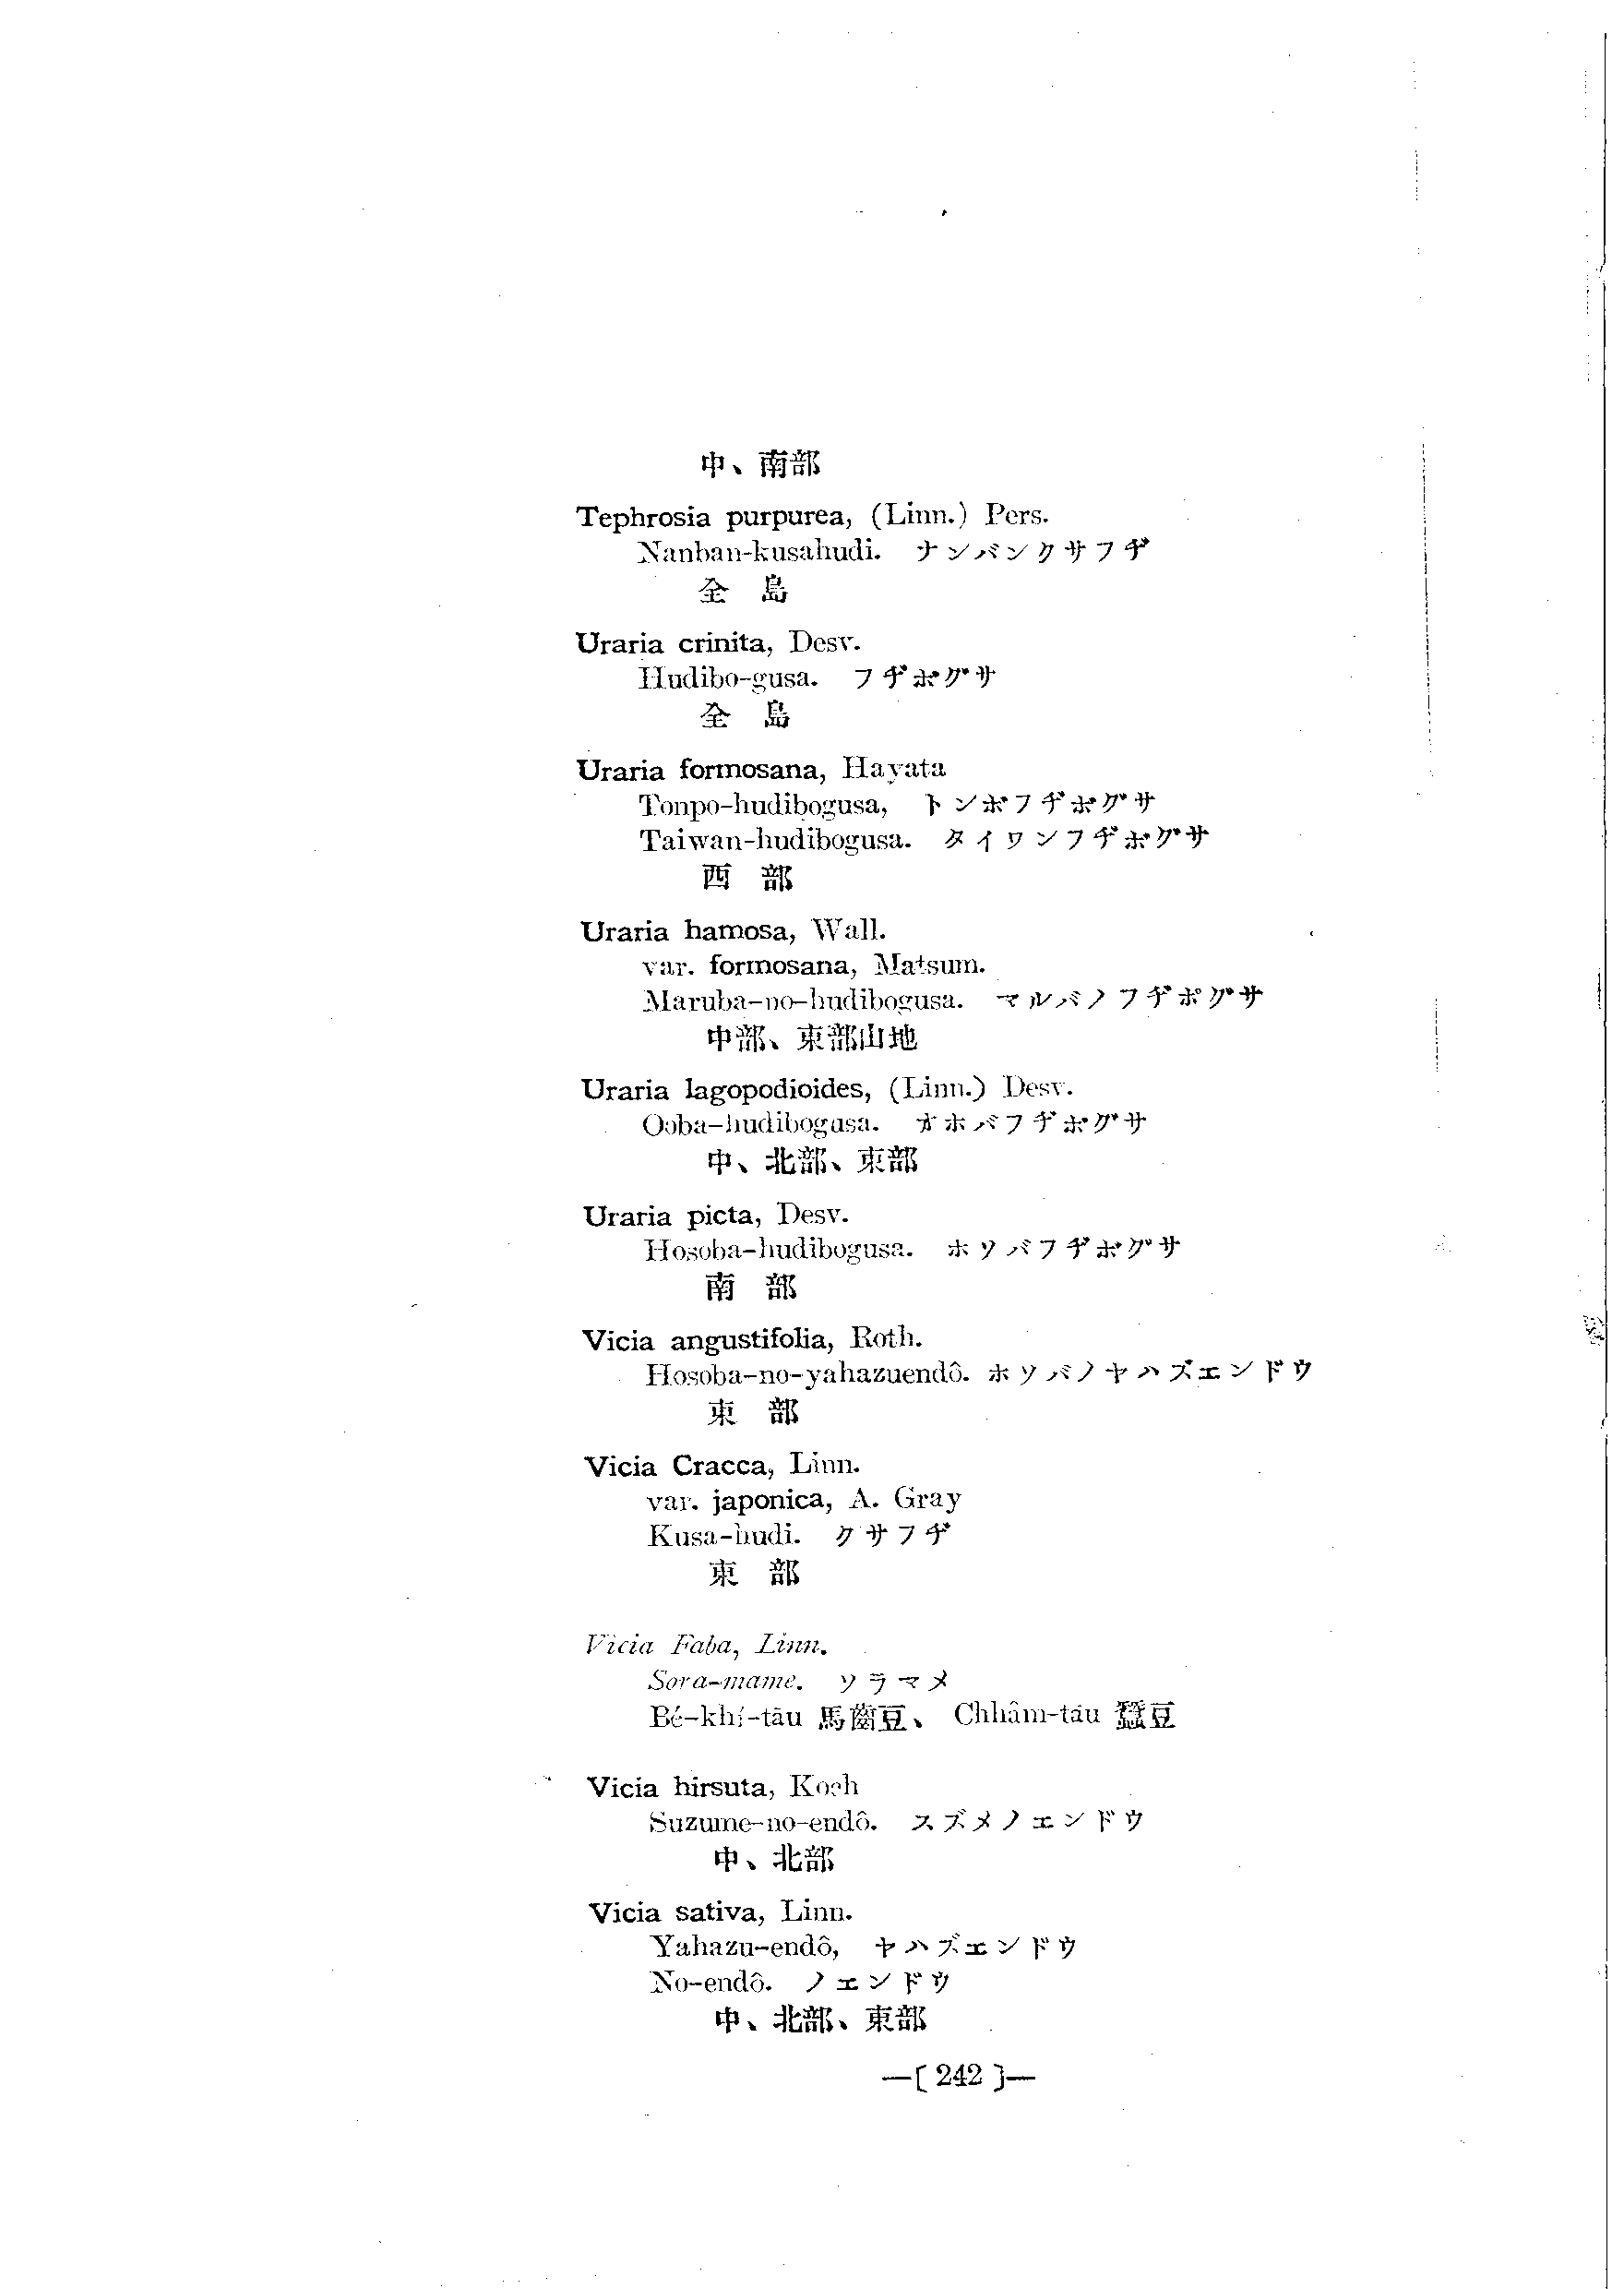 中、南部
Tephrosia purpurea, (Linn.) Pers.
Nanban-kusahudi. ナンバンクサフヂ
全 島
Uraria crinita, Desv.
Hudibo-gusa. フヂボグサ
全 島
Uraria formosana, Hayata
Tonpo-hudibogusa, トンボフヂボグサ
Taiwan-hudibogusa. タイワンフヂボグサ
西 部
Uraria hamosa, Wall.
var. formosana, Matsum.
Maruba-no-hudibogusa. マルバノフヂボグサ
中部、東部山地
Uraria lagopodioides, (Linn.) Desv.
Ooba-hudibogusa. オホバフヂボグサ
中、北部、東部
Uraria picta, Desv.
Hosoba-hudibogusa. ホソバフヂボグサ
南 部
Vicia angustifolia, Roth.
Hosoba-no-yahazuendô. ホソバノヤハズエンドウ
東 部
Vicia Cracca, Linn.
var. japonica, A. Gray
Kusa-hudi. クサフヂ
東 部
Vicia Faba, Linn.
Sora-mame. ソラマメ
Bé-khí-tāu 馬齒豆、 Chhâm-tāu 蠶豆
Vicia hirsuta, Koch
Suzume-no-endô. スズメノエンドウ
中、北部
Vicia sativa, Linn.
Yahazu-endô, ヤハズエンドウ
No-endô. ノエンドウ
中、北部、東部
—( 242 )—